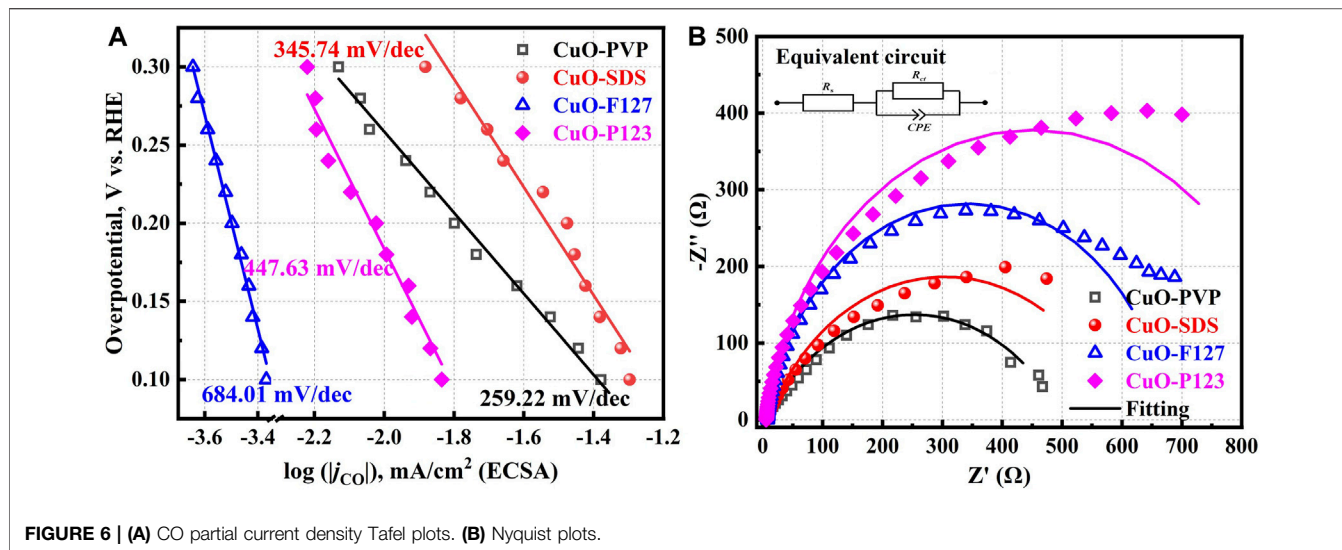 A
345.74 mV/dec
CuO-PVP
CuO-SDS
CuO-F127
CuO-P123
447.63 mV/dec
684.01 mV/dec
259.22 mV/dec
0.30
0.25
0.20
0.15
0.10
Overpotential, V vs. RHE
-3.6 -3.4 -2.2 -2.0 -1.8 -1.6 -1.4 -1.2
log (|jCO|), mA/cm² (ECSA)
B
Equivalent circuit
Rs
Rct
CPE
500
400
300
200
100
0
-Z'' (Ω)
CuO-PVP
CuO-SDS
CuO-F127
CuO-P123
Fitting
0 100 200 300 400 500 600 700 800
Z' (Ω)
FIGURE 6 | (A) CO partial current density Tafel plots. (B) Nyquist plots.